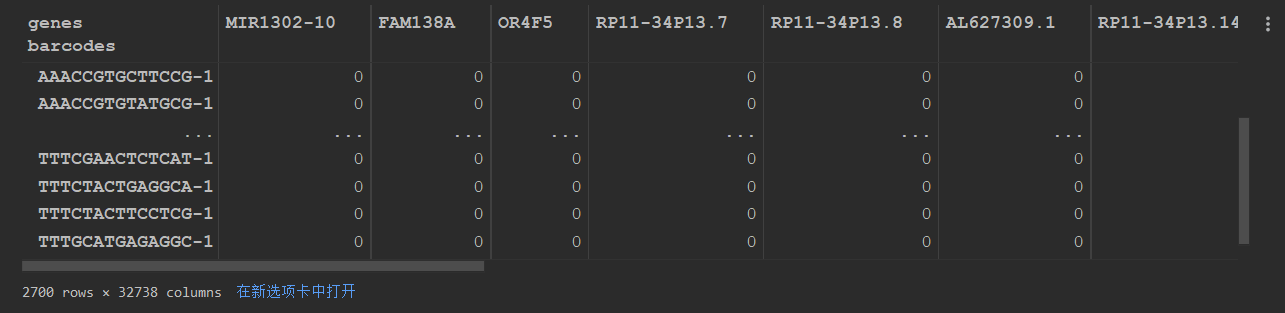 genes MIR1302-10 FAM138A OR4F5 RP11-34P13.7 RP11-34P13.8 AL627309.1 RP11-34P13.14
barcodes
AAACCGTGCTTCCG-1 0 0 0 0 0 0
AAACCGTGTATGCG-1 0 0 0 0 0 0
... ... ... ... ... ... ...
TTTCGAACTCTCAT-1 0 0 0 0 0 0
TTTCTACTGAGGCA-1 0 0 0 0 0 0
TTTCTACTTCCTCG-1 0 0 0 0 0 0
TTTGCATGAGAGGC-1 0 0 0 0 0 0
2700 rows × 32738 columns 在新选项卡中打开